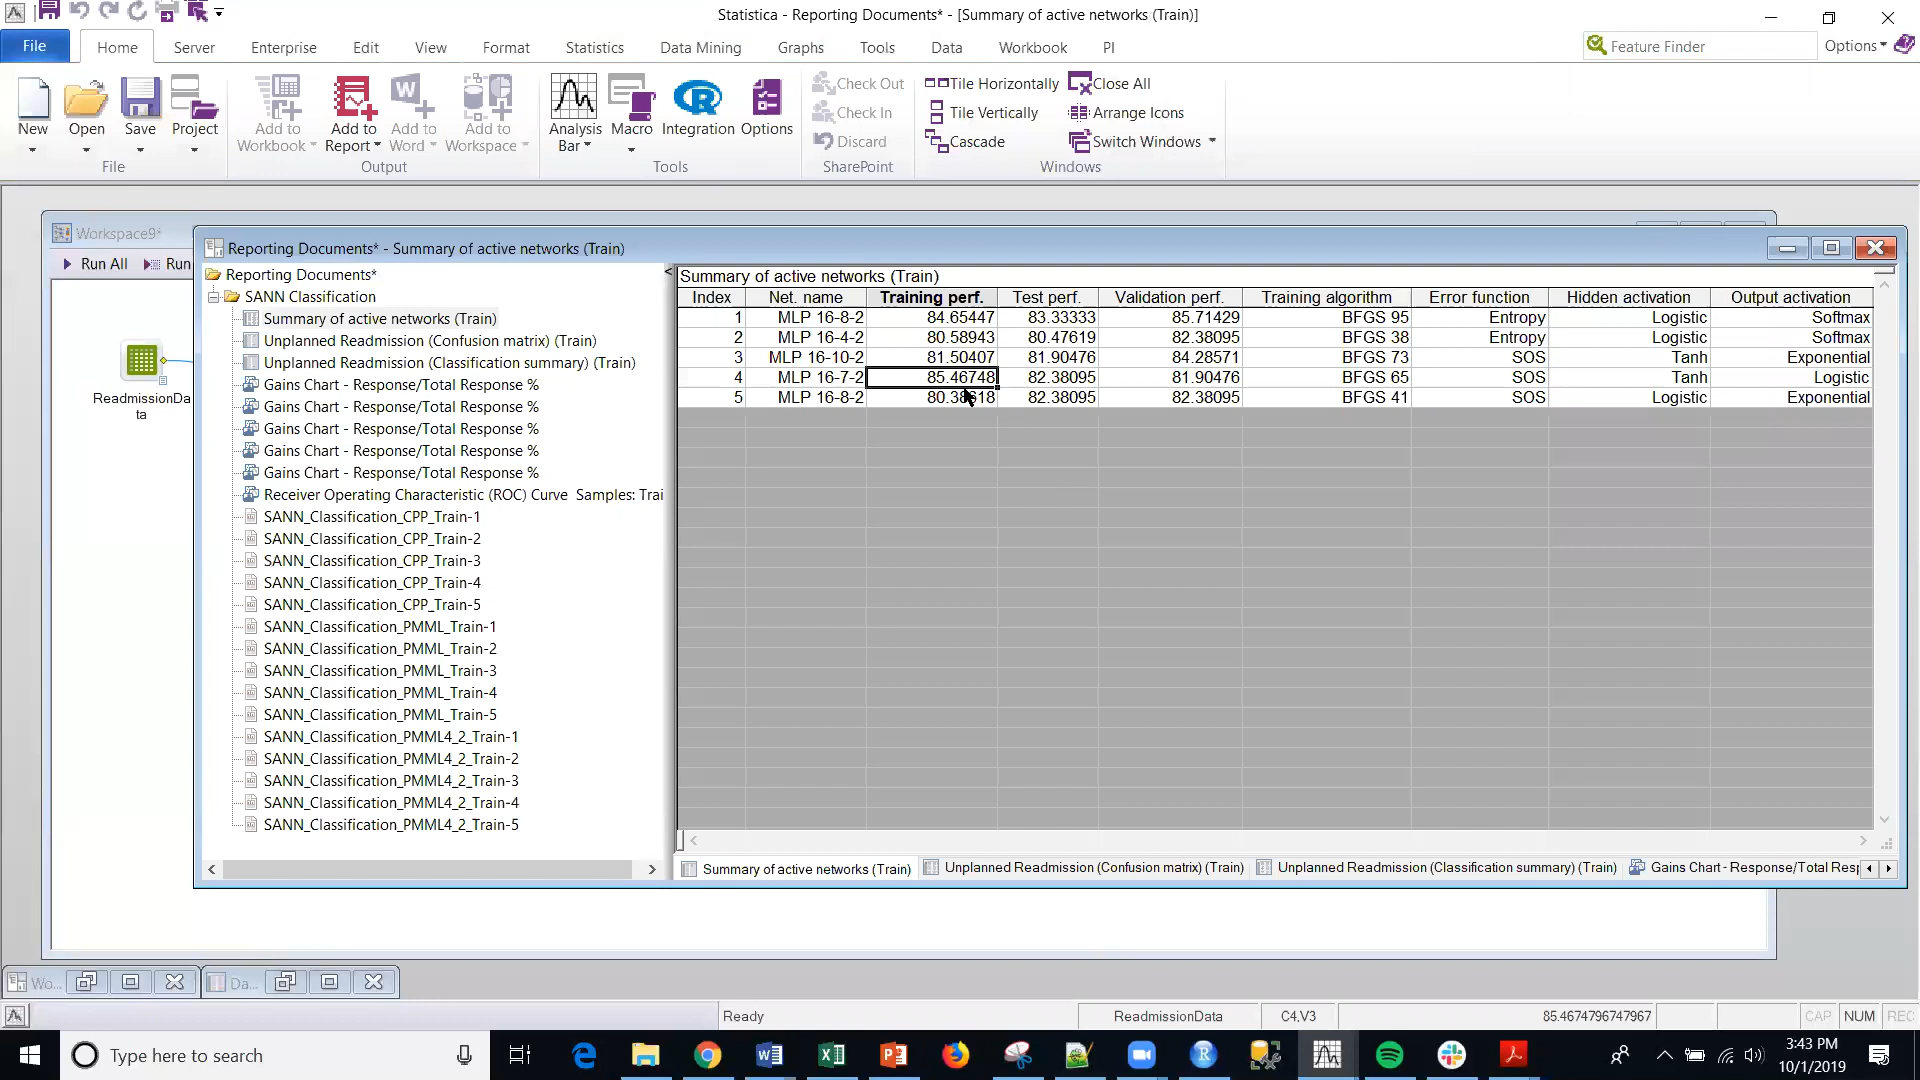 Statistica - Reporting Documents* - [Summary of active networks (Train)]
File Home Server Enterprise Edit View Format Statistics Data Mining Graphs Tools Data Workbook PI Feature Finder Options
New Open Save Project
File
Add to Workbook Add to Report Add to Word Add to Workspace
Output
Analysis Bar Macro Integration Options
Tools
Check Out
Check In
Discard
SharePoint
Tile Horizontally Close All
Tile Vertically Arrange Icons
Cascade Switch Windows
Windows
Workspace9*
Run All Run
ReadmissionDa
ta
Reporting Documents* - Summary of active networks (Train)
Reporting Documents*
SANN Classification
Summary of active networks (Train)
Unplanned Readmission (Confusion matrix) (Train)
Unplanned Readmission (Classification summary) (Train)
Gains Chart - Response/Total Response %
Gains Chart - Response/Total Response %
Gains Chart - Response/Total Response %
Gains Chart - Response/Total Response %
Gains Chart - Response/Total Response %
Receiver Operating Characteristic (ROC) Curve Samples: Trai
SANN_Classification_CPP_Train-1
SANN_Classification_CPP_Train-2
SANN_Classification_CPP_Train-3
SANN_Classification_CPP_Train-4
SANN_Classification_CPP_Train-5
SANN_Classification_PMML_Train-1
SANN_Classification_PMML_Train-2
SANN_Classification_PMML_Train-3
SANN_Classification_PMML_Train-4
SANN_Classification_PMML_Train-5
SANN_Classification_PMML4_2_Train-1
SANN_Classification_PMML4_2_Train-2
SANN_Classification_PMML4_2_Train-3
SANN_Classification_PMML4_2_Train-4
SANN_Classification_PMML4_2_Train-5
Summary of active networks (Train)
Index Net. name Training perf. Test perf. Validation perf. Training algorithm Error function Hidden activation Output activation
1 MLP 16-8-2 84.65447 83.33333 85.71429 BFGS 95 Entropy Logistic Softmax
2 MLP 16-4-2 80.58943 80.47619 82.38095 BFGS 38 Entropy Logistic Softmax
3 MLP 16-10-2 81.50407 81.90476 84.28571 BFGS 73 SOS Tanh Exponential
4 MLP 16-7-2 85.46748 82.38095 81.90476 BFGS 65 SOS Tanh Logistic
5 MLP 16-8-2 82.38095 82.38095 BFGS 41 SOS Logistic Exponential
Summary of active networks (Train) Unplanned Readmission (Confusion matrix) (Train) Unplanned Readmission (Classification summary) (Train) Gains Chart - Response/Total Resp
Wo... Da...
Ready ReadmissionData C4,V3 85.4674796747967 CAP NUM REC
Type here to search
3:43 PM
10/1/2019